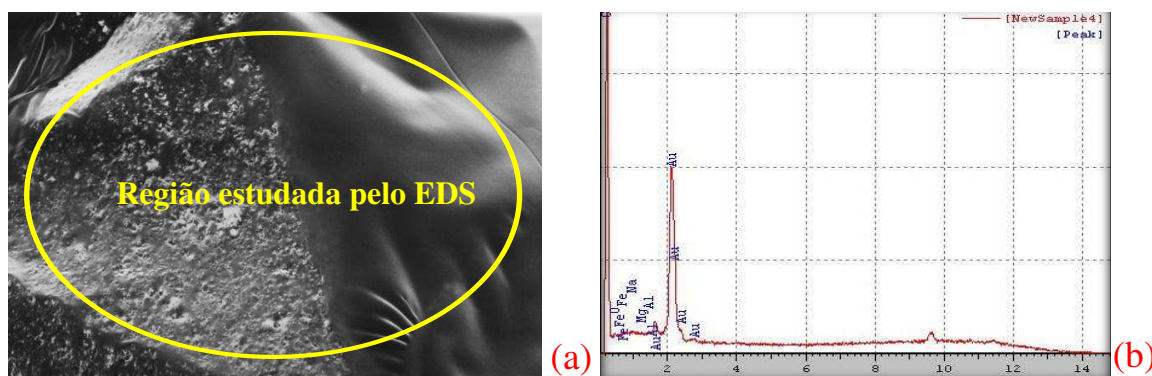 Região estudada pelo EDS
(a)
[NewSample4]
[Peak]
Au
Au
Na
Fe
U
Fe
Fe
Al
Mg
Al
Au
Au
Au
2 4 6 8 10 12 14
(b)